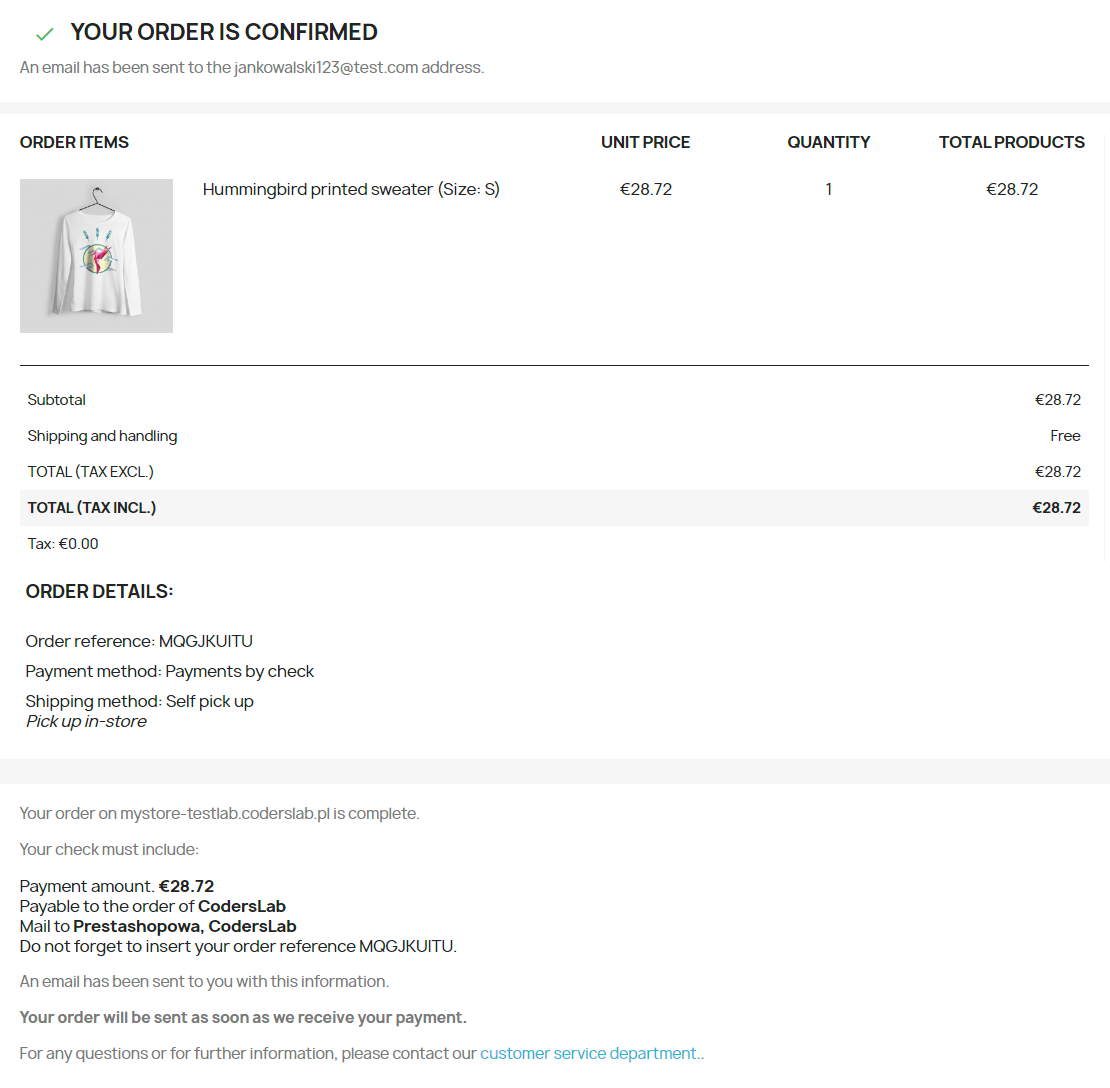 YOUR ORDER IS CONFIRMED
An email has been sent to the jankowalski123@test.com address.
ORDER ITEMS UNIT PRICE QUANTITY TOTAL PRODUCTS
Hummingbird printed sweater (Size: S) €28.72 1 €28.72
Subtotal €28.72
Shipping and handling Free
TOTAL (TAX EXCL.) €28.72
TOTAL (TAX INCL.) €28.72
Tax: €0.00
ORDER DETAILS:
Order reference: MQGJKUITU
Payment method: Payments by check
Shipping method: Self pick up
Pick up in-store
Your order on mystore-testlab.coderslab.pl is complete.
Your check must include:
Payment amount. €28.72
Payable to the order of CodersLab
Mail to Prestashopowa, CodersLab
Do not forget to insert your order reference MQGJKUITU.
An email has been sent to you with this information.
Your order will be sent as soon as we receive your payment.
For any questions or for further information, please contact our customer service department..